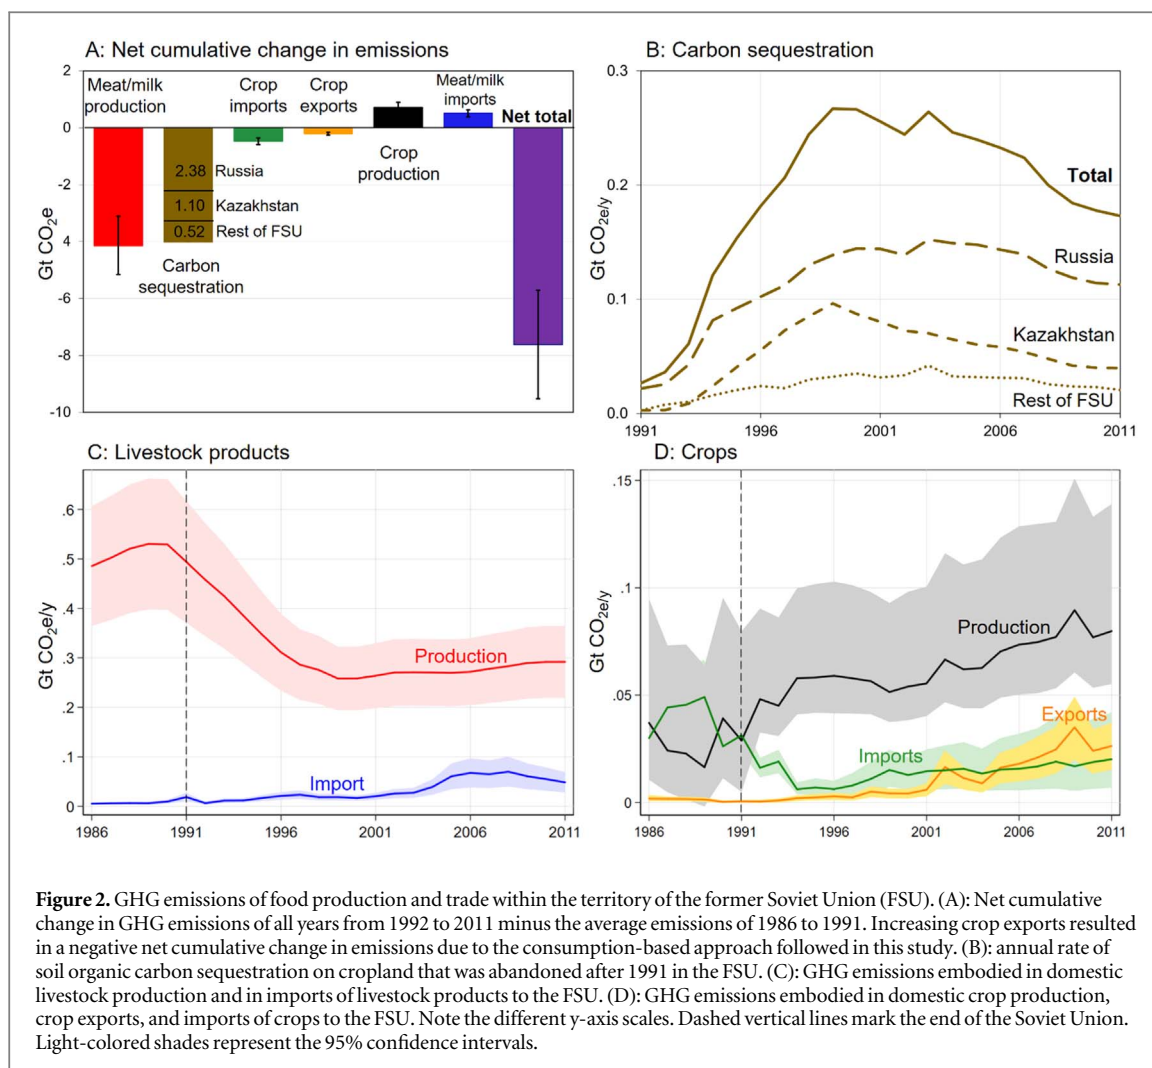 A: Net cumulative change in emissions
2
0
-2
-4
-6
-8
-10
Gt CO2e
Meat/milk
production
Crop
imports
Crop
exports
Meat/milk
imports
Net total
Crop
production
2.38 Russia
1.10 Kazakhstan
0.52 Rest of FSU
Carbon
sequestration
B: Carbon sequestration
0.3
0.2
0.1
0.0
Gt CO2e/y
Total
Russia
Kazakhstan
Rest of FSU
1991 1996 2001 2006 2011
C: Livestock products
.6
.5
.4
.3
.2
.1
0
Gt CO2e/y
Production
Import
1986 1991 1996 2001 2006 2011
D: Crops
.15
.1
.05
0
Gt CO2e/y
Production
Exports
Imports
1986 1991 1996 2001 2006 2011
Figure 2. GHG emissions of food production and trade within the territory of the former Soviet Union (FSU). (A): Net cumulative
change in GHG emissions of all years from 1992 to 2011 minus the average emissions of 1986 to 1991. Increasing crop exports resulted
in a negative net cumulative change in emissions due to the consumption-based approach followed in this study. (B): annual rate of
soil organic carbon sequestration on cropland that was abandoned after 1991 in the FSU. (C): GHG emissions embodied in domestic
livestock production and in imports of livestock products to the FSU. (D): GHG emissions embodied in domestic crop production,
crop exports, and imports of crops to the FSU. Note the different y-axis scales. Dashed vertical lines mark the end of the Soviet Union.
Light-colored shades represent the 95% confidence intervals.